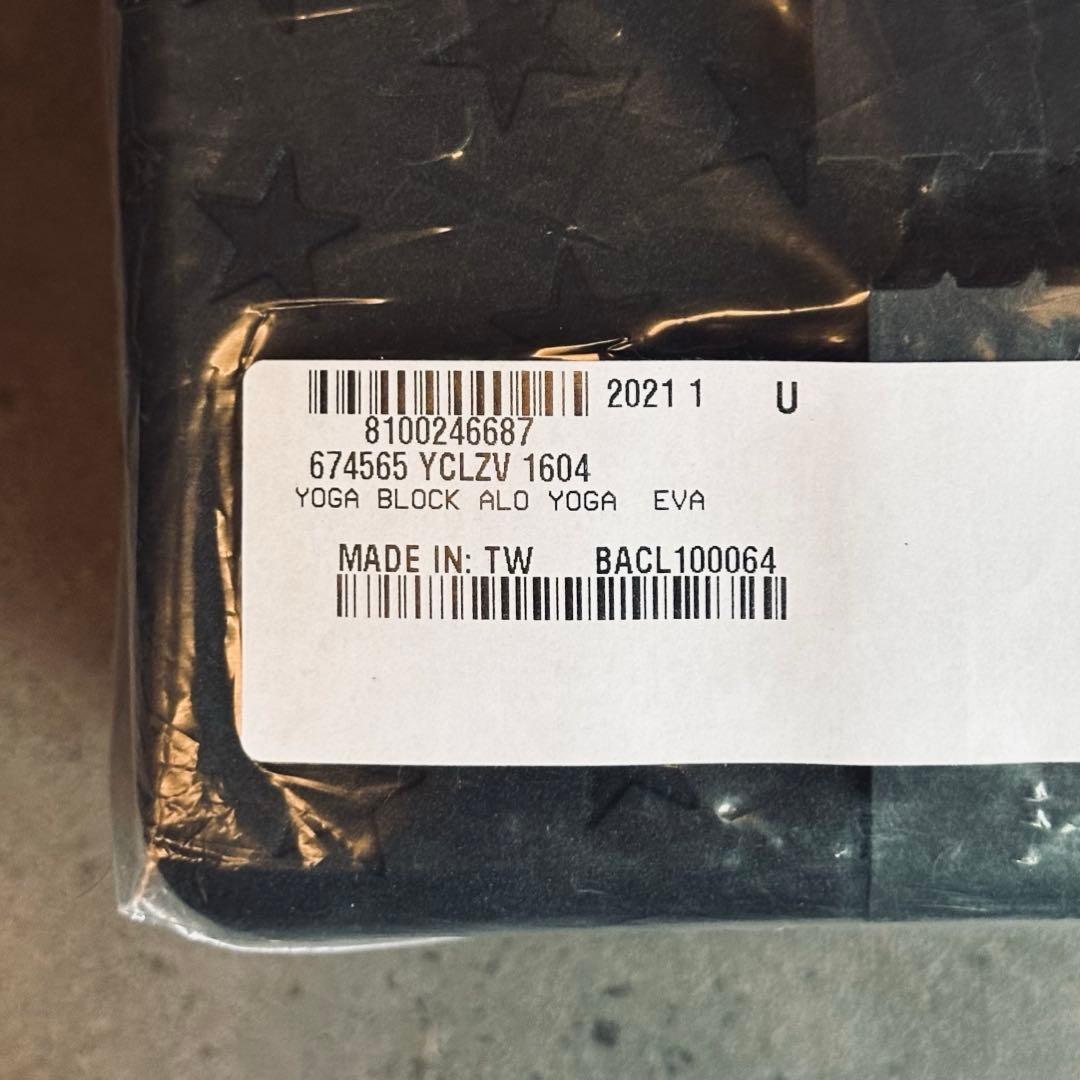 2021 1 U
8100246687
674565 YCLZV 1604
YOGA BLOCK ALO YOGA EVA
MADE IN: TW BACL100064